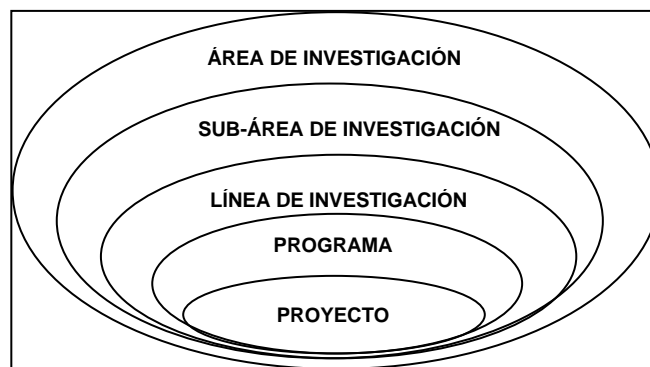 ÁREA DE INVESTIGACIÓN
SUB-ÁREA DE INVESTIGACIÓN
LÍNEA DE INVESTIGACIÓN
PROGRAMA
PROYECTO